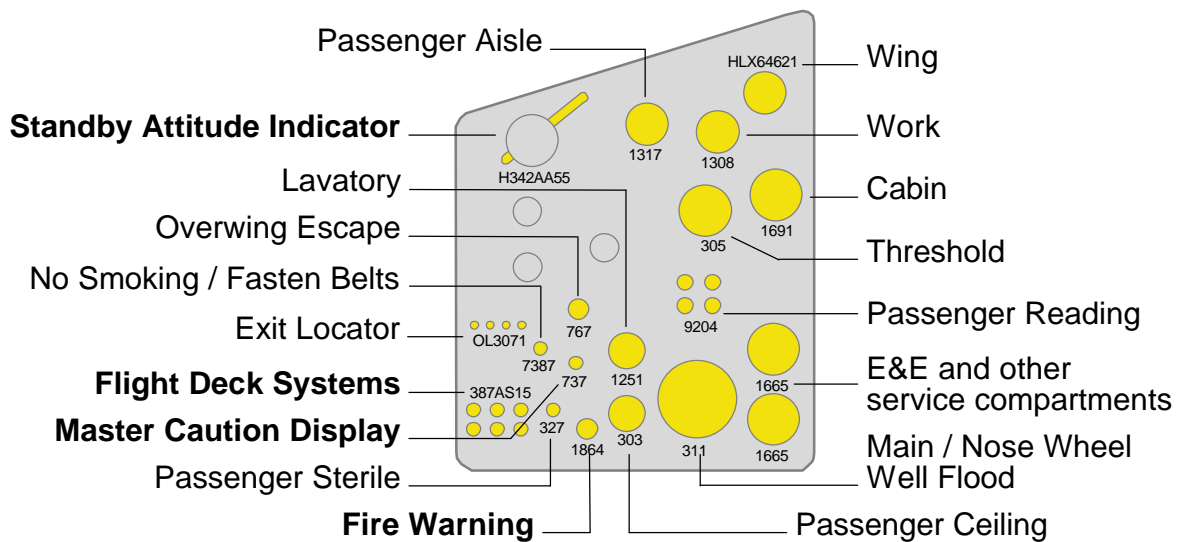 Passenger Aisle
HLX64621
Wing
Standby Attitude Indicator
1317
1308
Work
H342AA55
Lavatory
Cabin
Overwing Escape
305
1691
Threshold
No Smoking / Fasten Belts
767
9204
Passenger Reading
Exit Locator
OL3071
7387
737
1251
1665
E&E and other
service compartments
Flight Deck Systems
387AS15
Master Caution Display
327
1864
303
311
1665
Main / Nose Wheel
Well Flood
Passenger Sterile
Fire Warning
Passenger Ceiling